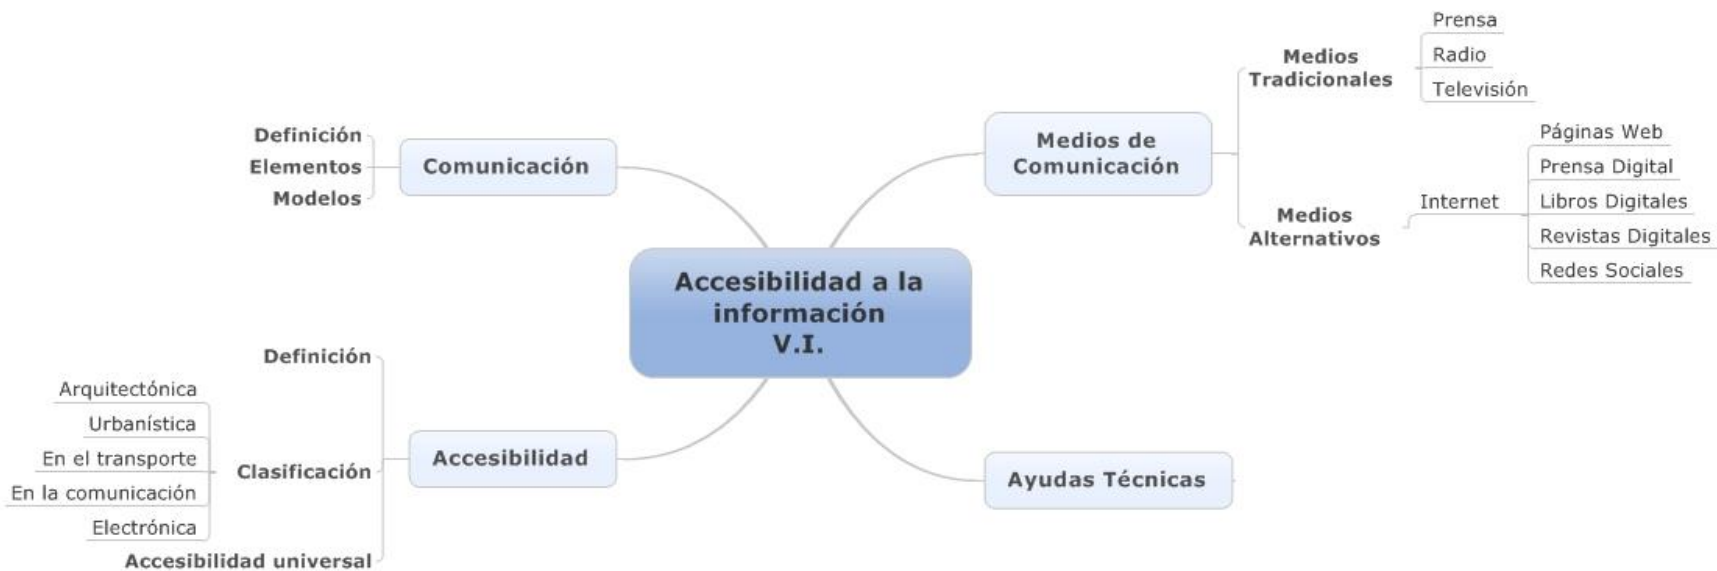 Accesibilidad a la
información
V.I.
Comunicación
Definición
Elementos
Modelos
Accesibilidad
Definición
Clasificación
Arquitectónica
Urbanística
En el transporte
En la comunicación
Electrónica
Accesibilidad universal
Medios de
Comunicación
Medios
Tradicionales
Prensa
Radio
Televisión
Medios
Alternativos
Internet
Páginas Web
Prensa Digital
Libros Digitales
Revistas Digitales
Redes Sociales
Ayudas Técnicas